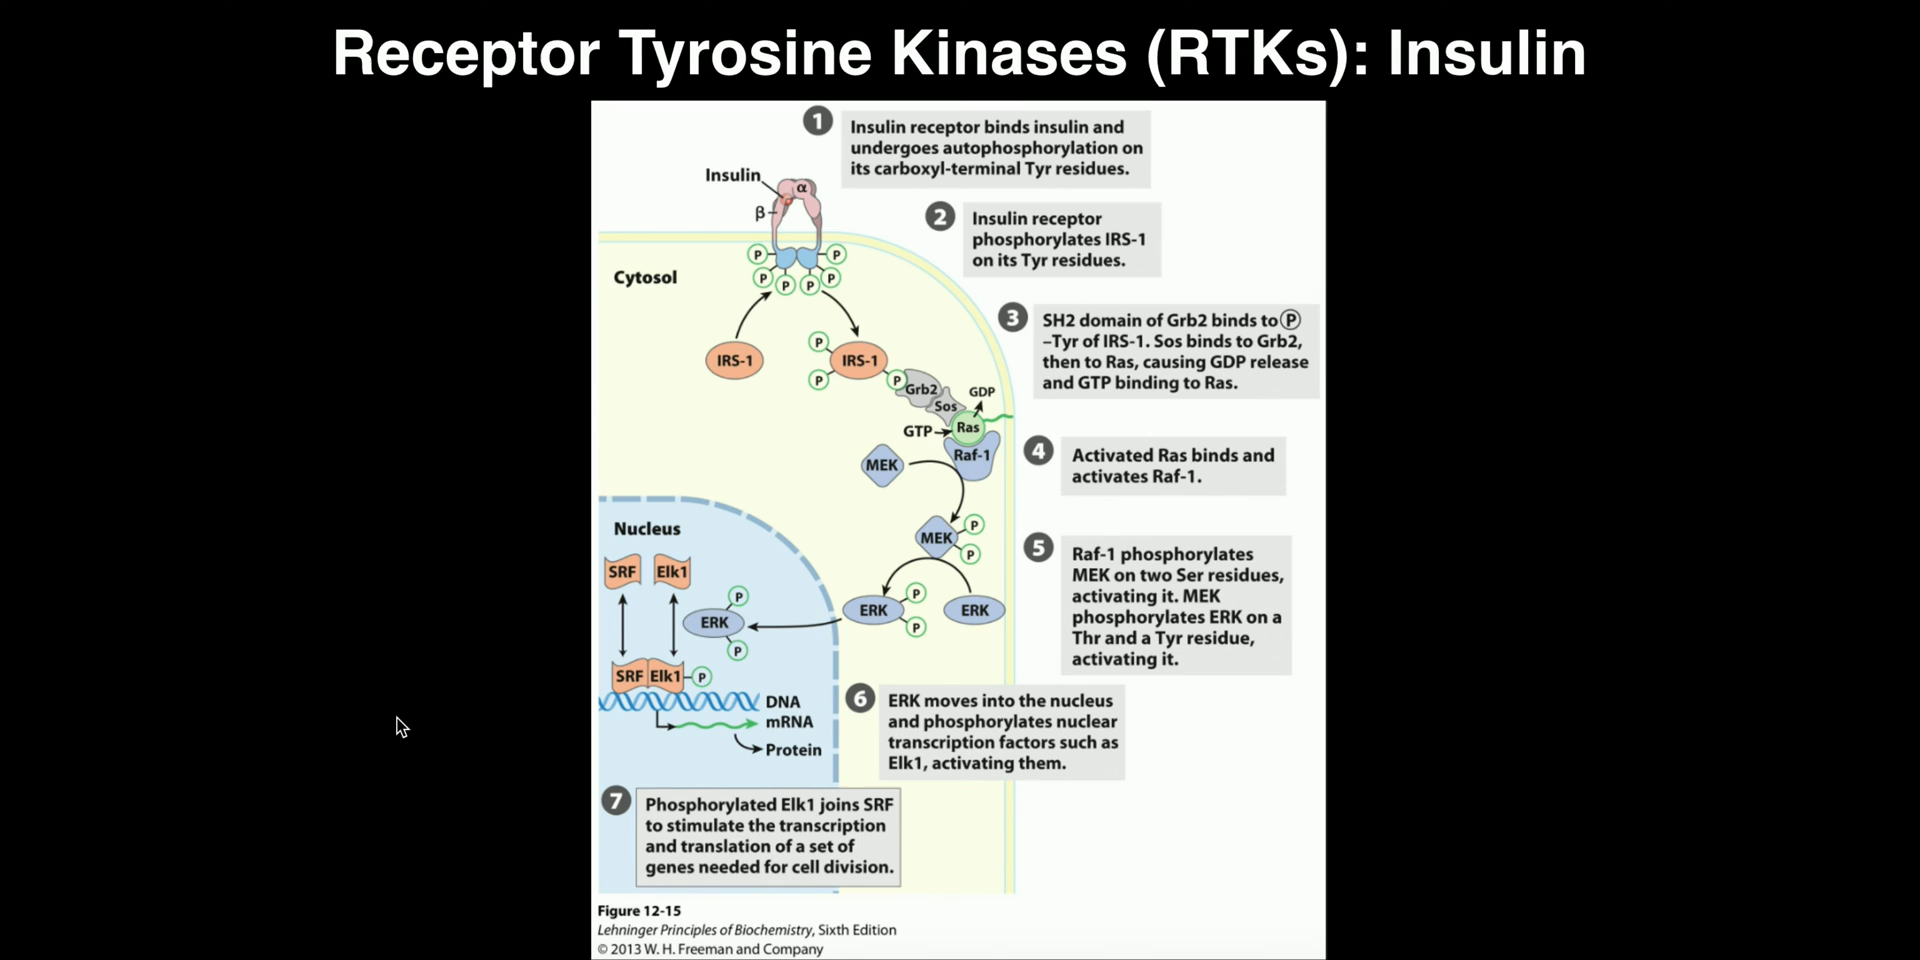 Receptor Tyrosine Kinases (RTKs): Insulin
1
Insulin receptor binds insulin and
undergoes autophosphorylation on
its carboxyl-terminal Tyr residues.
Insulin
α
β
2
Insulin receptor
phosphorylates IRS-1
on its Tyr residues.
P P
P P P P
Cytosol
3
SH2 domain of Grb2 binds to P
–Tyr of IRS-1. Sos binds to Grb2,
then to Ras, causing GDP release
and GTP binding to Ras.
IRS-1
P
IRS-1
P P
Grb2
Sos
GDP
GTP
Ras
Raf-1
4
Activated Ras binds and
activates Raf-1.
MEK
MEK
P
P
5
Raf-1 phosphorylates
MEK on two Ser residues,
activating it. MEK
phosphorylates ERK on a
Thr and a Tyr residue,
activating it.
Nucleus
SRF Elk1
ERK
P
P
ERK
P
P
ERK
SRF Elk1 P
DNA
mRNA
Protein
6
ERK moves into the nucleus
and phosphorylates nuclear
transcription factors such as
Elk1, activating them.
7
Phosphorylated Elk1 joins SRF
to stimulate the transcription
and translation of a set of
genes needed for cell division.
Figure 12-15
Lehninger Principles of Biochemistry, Sixth Edition
© 2013 W. H. Freeman and Company